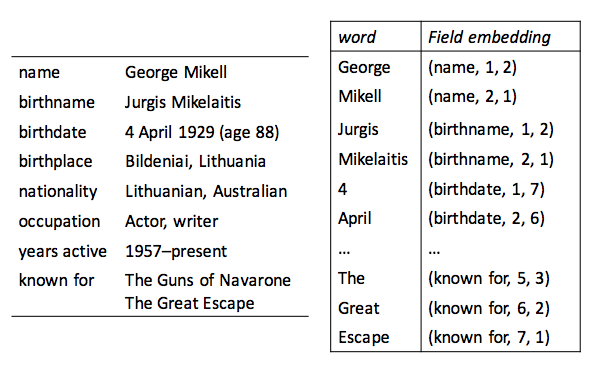 name George Mikell
birthname Jurgis Mikelaitis
birthdate 4 April 1929 (age 88)
birthplace Bildeniai, Lithuania
nationality Lithuanian, Australian
occupation Actor, writer
years active 1957–present
known for The Guns of Navarone
The Great Escape
word Field embedding
George (name, 1, 2)
Mikell (name, 2, 1)
Jurgis (birthname, 1, 2)
Mikelaitis (birthname, 2, 1)
4 (birthdate, 1, 7)
April (birthdate, 2, 6)
... ...
The (known for, 5, 3)
Great (known for, 6, 2)
Escape (known for, 7, 1)